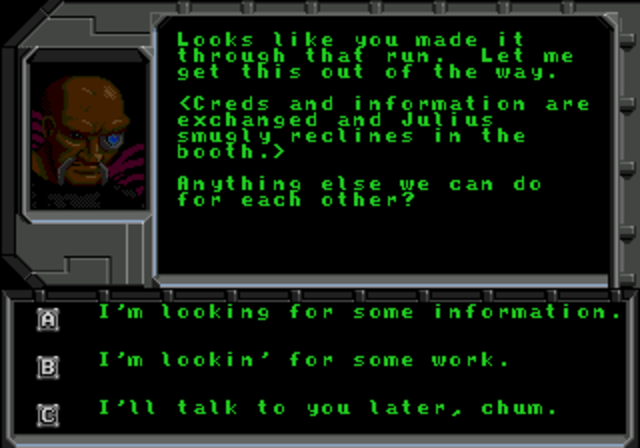 Looks like you made it
through that run.  Let me
get this out of the way.
<Creds and information are
exchanged and Julius
smugly reclines in the
booth.>
Anything else we can do
for each other?
A I'm looking for some information.
B I'm lookin' for some work.
C I'll talk to you later, chum.